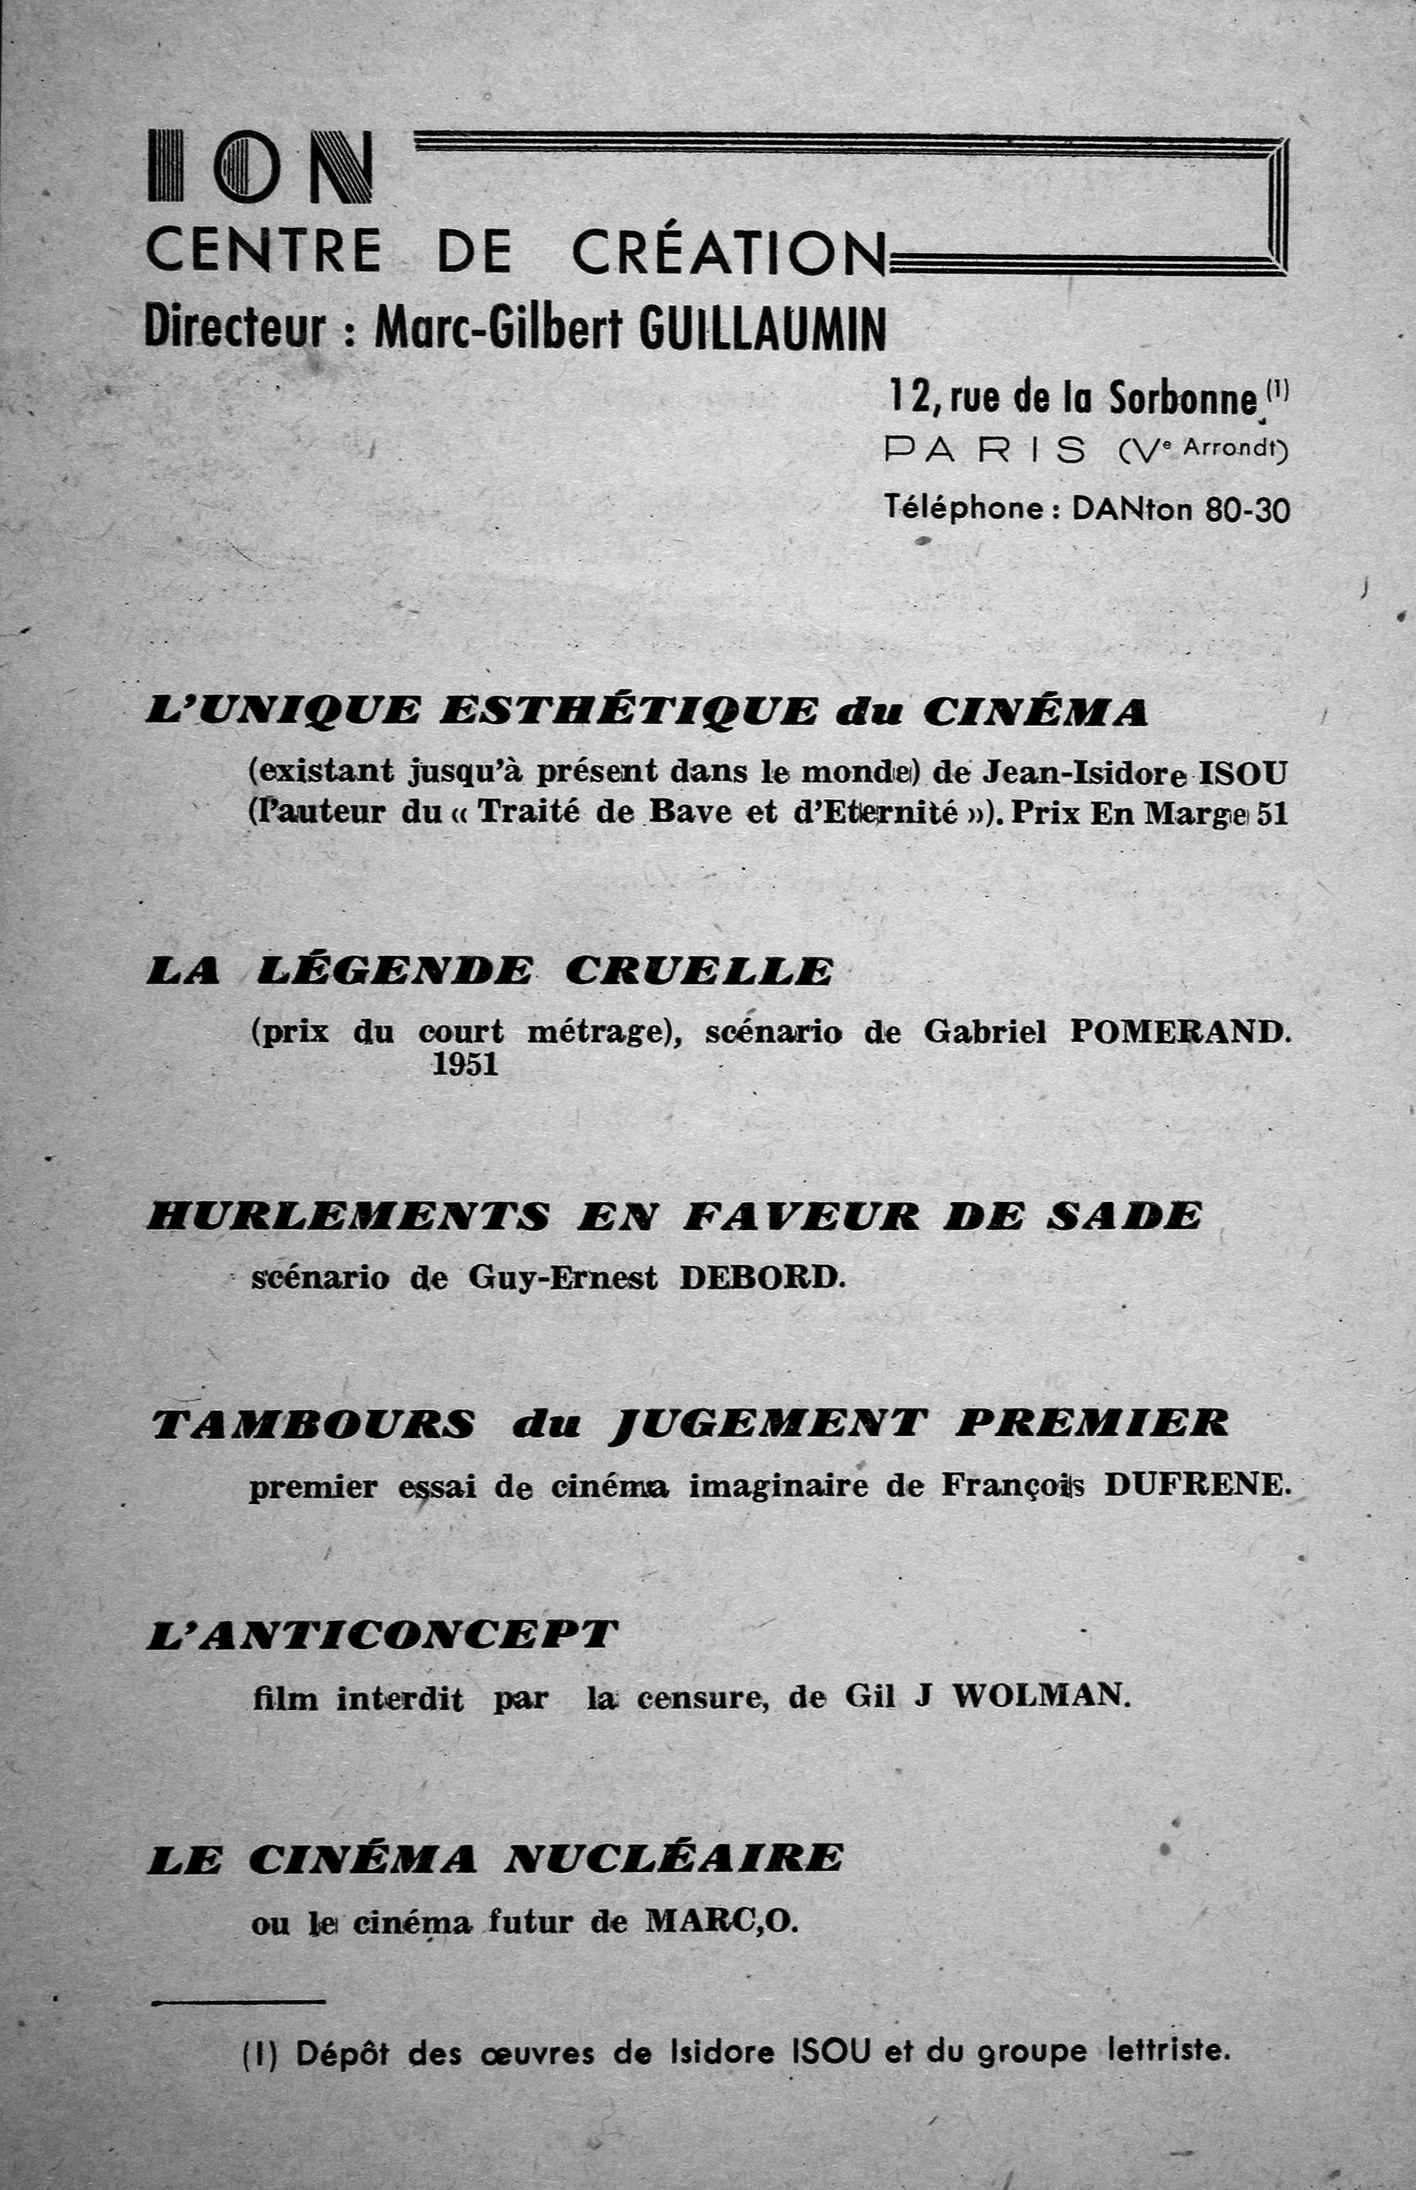 ION
CENTRE DE CRÉATION
Directeur : Marc-Gilbert GUILLAUMIN
12, rue de la Sorbonne (1)
PARIS (Ve Arrondt)
Téléphone : DANton 80-30
L'UNIQUE ESTHÉTIQUE du CINÉMA
(existant jusqu'à présent dans le monde) de Jean-Isidore ISOU
(l'auteur du « Traité de Bave et d'Eternité »). Prix En Marge 51
LA LÉGENDE CRUELLE
(prix du court métrage), scénario de Gabriel POMERAND.
1951
HURLEMENTS EN FAVEUR DE SADE
scénario de Guy-Ernest DEBORD.
TAMBOURS du JUGEMENT PREMIER
premier essai de cinéma imaginaire de François DUFRENE.
L'ANTICONCEPT
film interdit par la censure, de Gil J WOLMAN.
LE CINÉMA NUCLÉAIRE
ou le cinéma futur de MARC,O.
(1) Dépôt des œuvres de Isidore ISOU et du groupe lettriste.